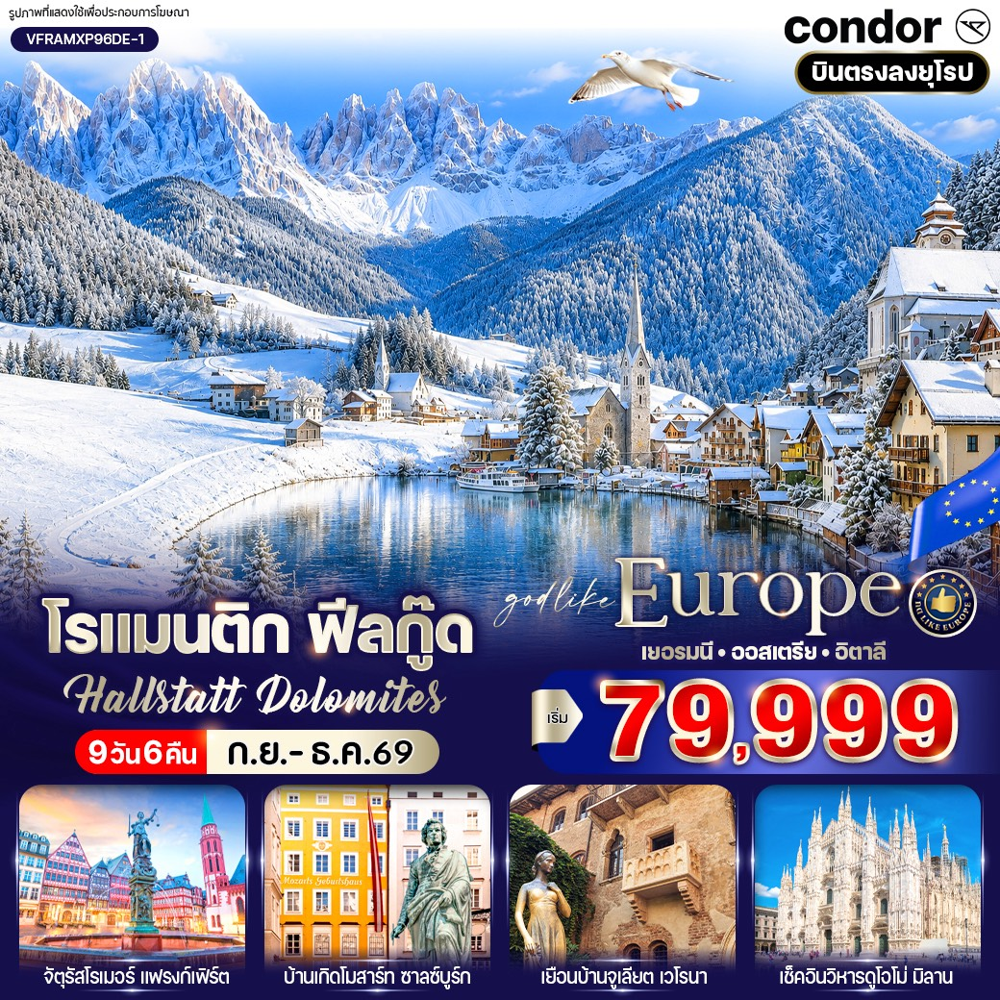 รูปภาพที่แสดงใช้เพื่อประกอบการโฆษณา
VFRAMXP96DE-1
condor
บินตรงลงยุโรป
godlike Europe
GG LIKE EUROPE
เยอรมนี • ออสเตรีย • อิตาลี
โรแมนติก ฟีลกู๊ด
Hallstatt Dolomites
9 วัน 6 คืน ก.ย. - ธ.ค. 69
เริ่ม 79,999
Mozarts Geburtshaus
จัตุรัสโรเมอร์ แฟรงก์เฟิร์ต
บ้านเกิดโมสาร์ท ซาลซ์บูร์ก
เยือนบ้านจูเลียต เวโรนา
เช็คอินวิหารดูโอโม่ มิลาน